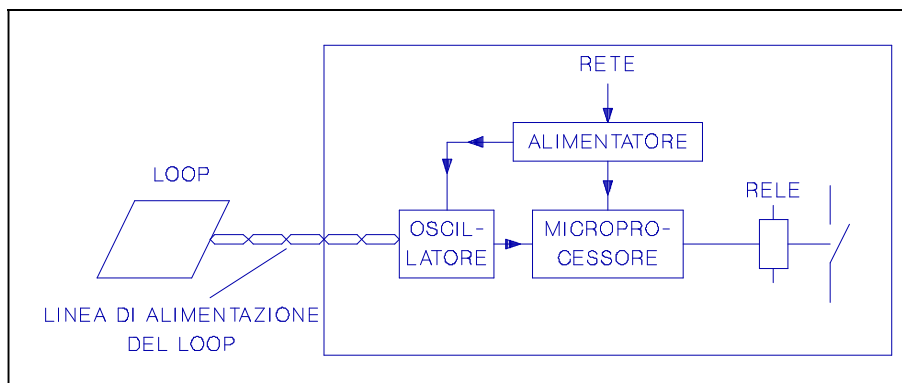 RETE
ALIMENTATORE
LOOP
RELE
OSCIL-
LATORE
MICROPRO-
CESSORE
LINEA DI ALIMENTAZIONE
DEL LOOP